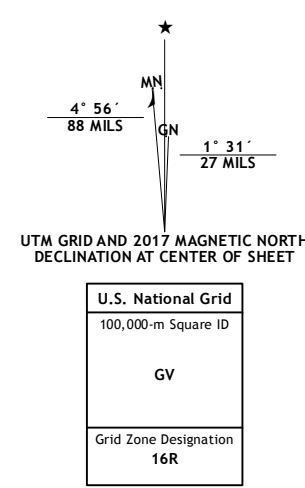 ★
MN
4° 56´
88 MILS
GN
1° 31´
27 MILS
UTM GRID AND 2017 MAGNETIC NORTH
DECLINATION AT CENTER OF SHEET
U.S. National Grid
100,000-m Square ID
GV
Grid Zone Designation
16R